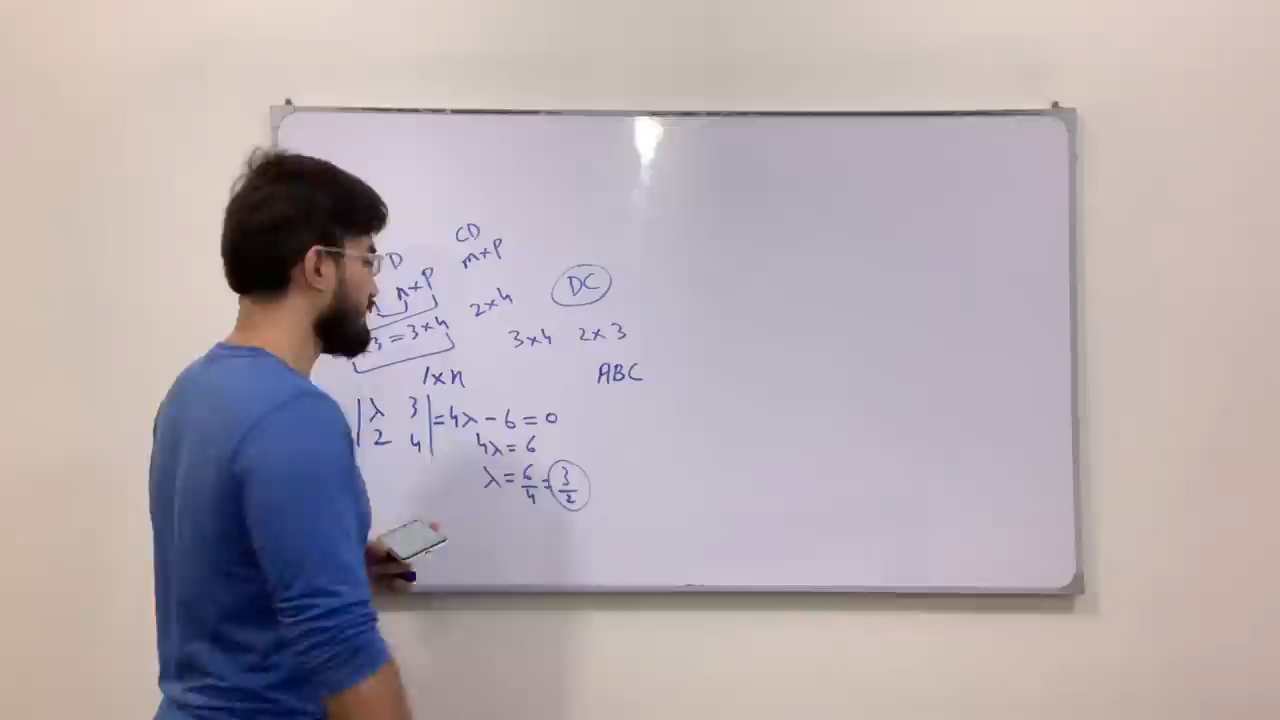 CD
D
m×p
n×p
DC
2×4
3 = 3×4
3×4 2×3
1×n
ABC
|λ 3|
|2 4| = 4λ - 6 = 0
4λ = 6
λ = 6/4 = 3/2